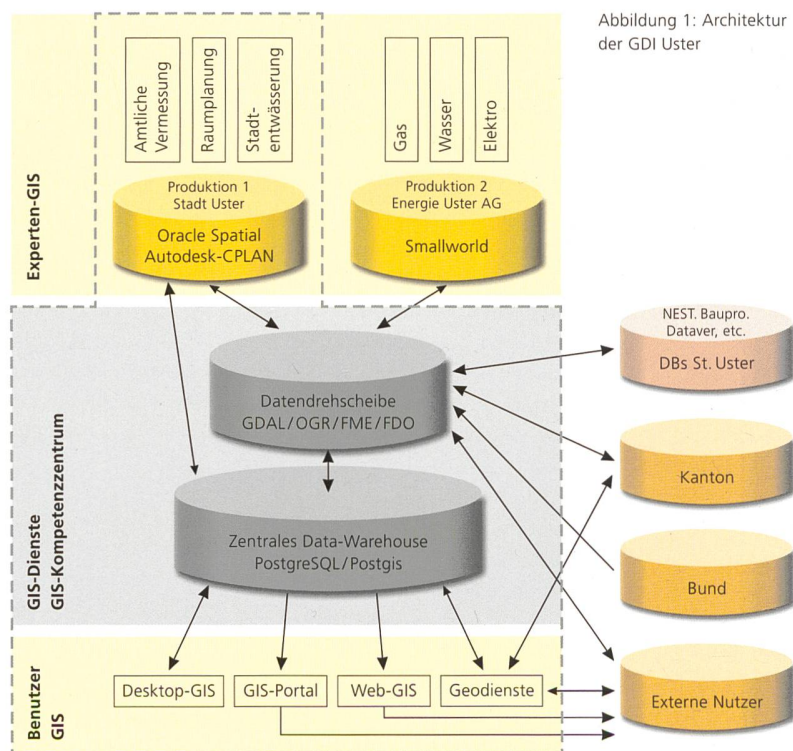 Abbildung 1: Architektur
der GDI Uster
Experten-GIS
Amtliche
Vermessung
Raumplanung
Stadt-
entwässerung
Gas
Wasser
Elektro
Produktion 1
Stadt Uster
Oracle Spatial
Autodesk-CPLAN
Produktion 2
Energie Uster AG
Smallworld
GIS-Dienste
GIS-Kompetenzzentrum
Datendrehscheibe
GDAL/OGR/FME/FDO
Zentrales Data-Warehouse
PostgreSQL/Postgis
NEST. Baupro.
Dataver, etc.
DBs St. Uster
Kanton
Bund
Externe Nutzer
Benutzer
GIS
Desktop-GIS
GIS-Portal
Web-GIS
Geodienste